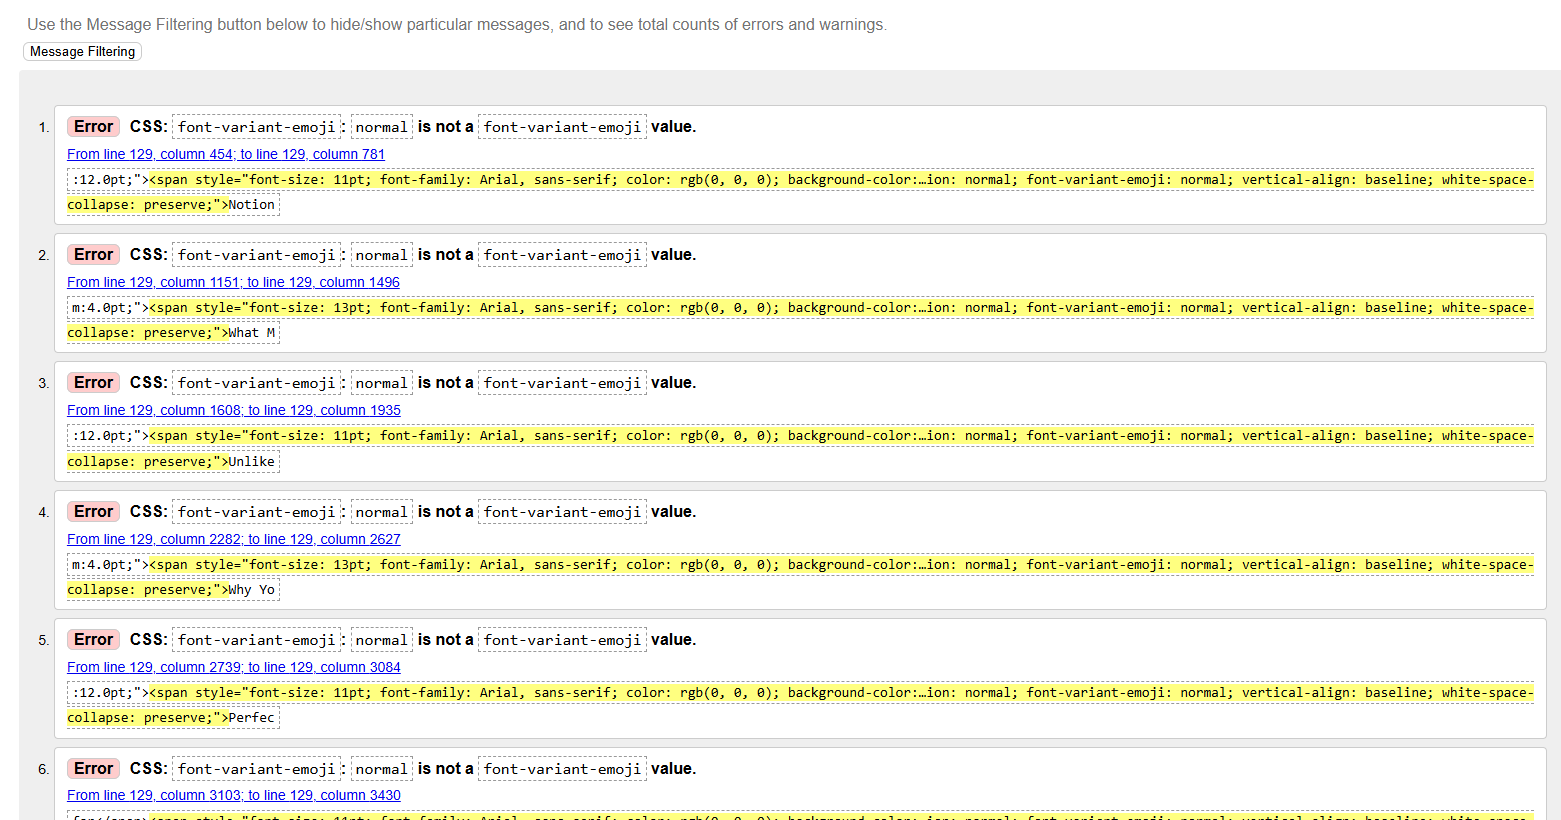 Use the Message Filtering button below to hide/show particular messages, and to see total counts of errors and warnings.
Message Filtering
1. Error CSS: font-variant-emoji: normal is not a font-variant-emoji value.
From line 129, column 454; to line 129, column 781
:12.0pt;"><span style="font-size: 11pt; font-family: Arial, sans-serif; color: rgb(0, 0, 0); background-color:…ion: normal; font-variant-emoji: normal; vertical-align: baseline; white-space-
collapse: preserve;">Notion
2. Error CSS: font-variant-emoji: normal is not a font-variant-emoji value.
From line 129, column 1151; to line 129, column 1496
m:4.0pt;"><span style="font-size: 13pt; font-family: Arial, sans-serif; color: rgb(0, 0, 0); background-color:…ion: normal; font-variant-emoji: normal; vertical-align: baseline; white-space-
collapse: preserve;">What M
3. Error CSS: font-variant-emoji: normal is not a font-variant-emoji value.
From line 129, column 1608; to line 129, column 1935
:12.0pt;"><span style="font-size: 11pt; font-family: Arial, sans-serif; color: rgb(0, 0, 0); background-color:…ion: normal; font-variant-emoji: normal; vertical-align: baseline; white-space-
collapse: preserve;">Unlike
4. Error CSS: font-variant-emoji: normal is not a font-variant-emoji value.
From line 129, column 2282; to line 129, column 2627
m:4.0pt;"><span style="font-size: 13pt; font-family: Arial, sans-serif; color: rgb(0, 0, 0); background-color:…ion: normal; font-variant-emoji: normal; vertical-align: baseline; white-space-
collapse: preserve;">Why Yo
5. Error CSS: font-variant-emoji: normal is not a font-variant-emoji value.
From line 129, column 2739; to line 129, column 3084
:12.0pt;"><span style="font-size: 11pt; font-family: Arial, sans-serif; color: rgb(0, 0, 0); background-color:…ion: normal; font-variant-emoji: normal; vertical-align: baseline; white-space-
collapse: preserve;">Perfec
6. Error CSS: font-variant-emoji: normal is not a font-variant-emoji value.
From line 129, column 3103; to line 129, column 3430